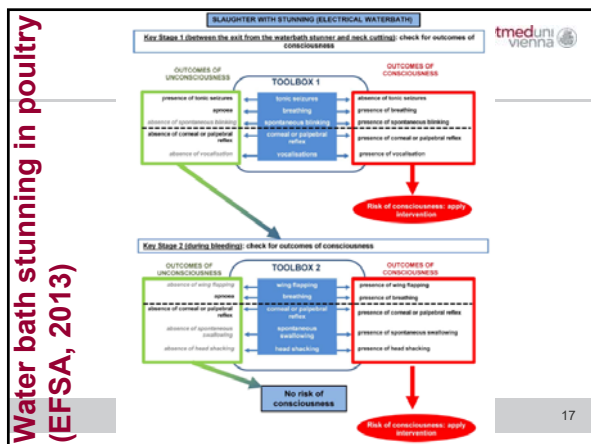 Water bath stunning in poultry
(EFSA, 2013)
SLAUGHTER WITH STUNNING (ELECTRICAL WATERBATH)
tmeduni
vienna
Key Stage 1 (between the exit from the waterbath stunner and neck cutting): check for outcomes of
consciousness
OUTCOMES OF
UNCONSCIOUSNESS
TOOLBOX 1
OUTCOMES OF
CONSCIOUSNESS
presence of tonic seizures
tonic seizures
absence of tonic seizures
apnoea
breathing
presence of breathing
absence of spontaneous blinking
spontaneous blinking
presence of spontaneous blinking
absence of corneal or palpebral
reflex
corneal or palpebral
reflex
presence of corneal or palpebral reflex
absence of vocalisation
vocalisations
presence of vocalisation
Risk of consciousness: apply
intervention
Key Stage 2 (during bleeding): check for outcomes of consciousness
OUTCOMES OF
UNCONSCIOUSNESS
TOOLBOX 2
OUTCOMES OF
CONSCIOUSNESS
absence of wing flapping
wing flapping
presence of wing flapping
apnoea
breathing
presence of breathing
absence of corneal or palpebral
reflex
corneal or palpebral
reflex
presence of corneal or palpebral reflex
absence of spontaneous
swallowing
spontaneous
swallowing
presence of spontaneous swallowing
absence of head shacking
head shacking
presence of head shacking
No risk of
consciousness
Risk of consciousness: apply
intervention
17